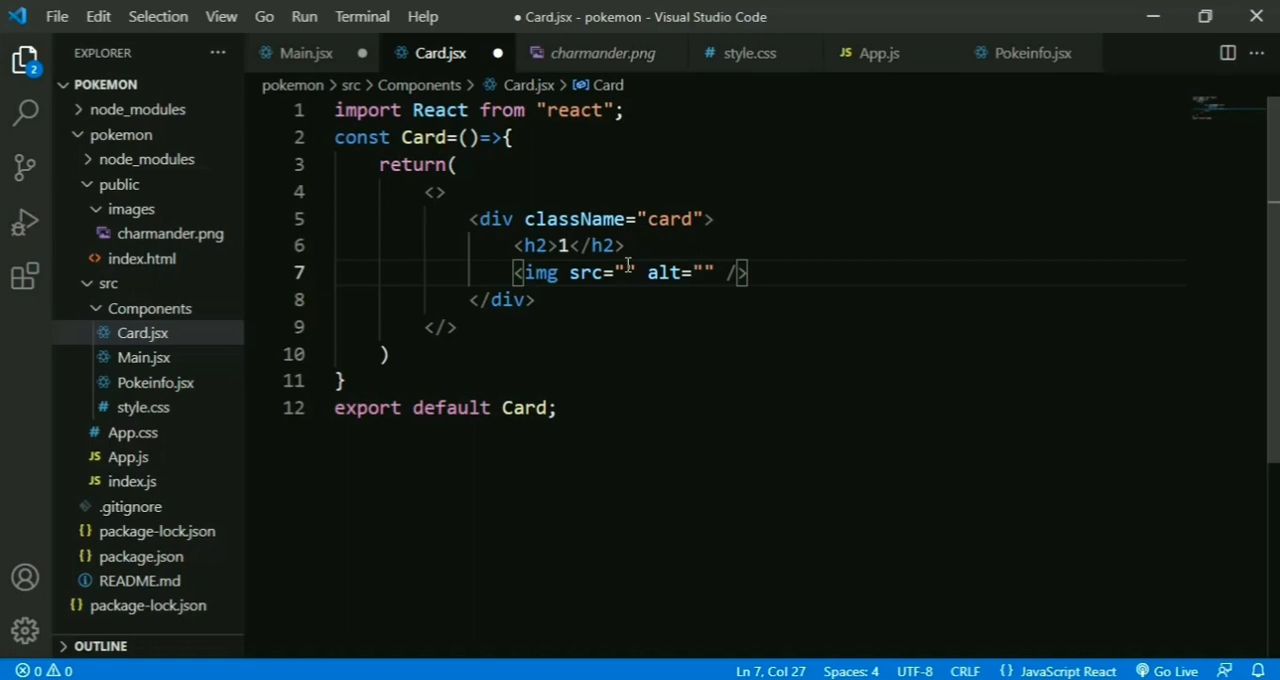 File Edit Selection View Go Run Terminal Help
● Card.jsx - pokemon - Visual Studio Code
EXPLORER
Main.jsx
Card.jsx
charmander.png
# style.css
JS App.js
Pokeinfo.jsx
2
POKEMON
node_modules
pokemon
node_modules
public
images
charmander.png
<> index.html
src
Components
Card.jsx
Main.jsx
Pokeinfo.jsx
# style.css
# App.css
JS App.js
JS index.js
.gitignore
{} package-lock.json
{} package.json
README.md
{} package-lock.json
OUTLINE
pokemon > src > Components > Card.jsx > Card
1 import React from "react";
2 const Card=()=>{
3 return(
4 <>
5 <div className="card">
6 <h2>1</h2>
7 <img src="" alt="" />
8 </div>
9 </>
10 )
11 }
12 export default Card;
0 0
Ln 7, Col 27 Spaces: 4 UTF-8 CRLF {} JavaScript React Go Live